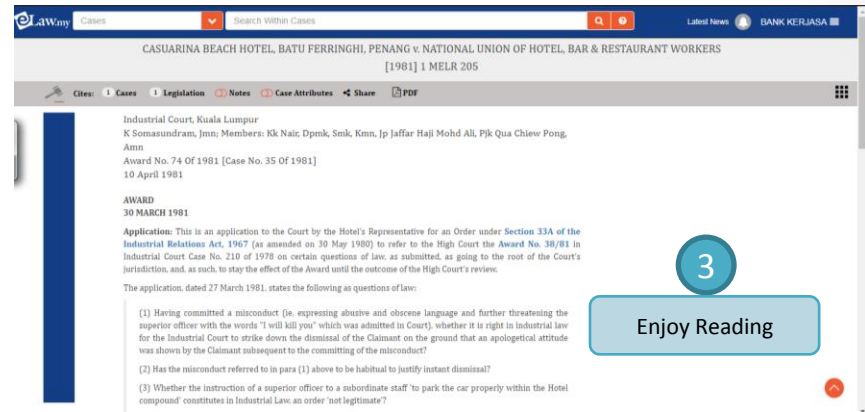 eLaw.my Cases Search Within Cases Latest News BANK KERJASA
CASUARINA BEACH HOTEL, BATU FERRINGHI, PENANG v. NATIONAL UNION OF HOTEL, BAR & RESTAURANT WORKERS
[1981] 1 MELR 205
Cites: 1 Cases 1 Legislation Notes Case Attributes Share PDF
Industrial Court, Kuala Lumpur
K Somasundram, Jmn; Members: Kk Nair, Dpmk, Smk, Kmn, Jp Jaffar Haji Mohd Ali, Pjk Qua Chiew Pong,
Amn
Award No. 74 Of 1981 [Case No. 35 Of 1981]
10 April 1981
AWARD
30 MARCH 1981
Application: This is an application to the Court by the Hotel's Representative for an Order under Section 33A of the
Industrial Relations Act, 1967 (as amended on 30 May 1980) to refer to the High Court the Award No. 38/81 in
Industrial Court Case No. 210 of 1978 on certain questions of law, as submitted, as going to the root of the Court's
jurisdiction, and, as such, to stay the effect of the Award until the outcome of the High Court's review.
The application, dated 27 March 1981, states the following as questions of law:
(1) Having committed a misconduct (ie, expressing abusive and obscene language and further threatening the
superior officer with the words "I will kill you" which was admitted in Court), whether it is right in industrial law
for the Industrial Court to strike down the dismissal of the Claimant on the ground that an apologetical attitude
was shown by the Claimant subsequent to the committing of the misconduct?
(2) Has the misconduct referred to in para (1) above to be habitual to justify instant dismissal?
(3) Whether the instruction of a superior officer to a subordinate staff 'to park the car properly within the Hotel
compound' constitutes in Industrial Law, an order 'not legitimate'?
3
Enjoy Reading